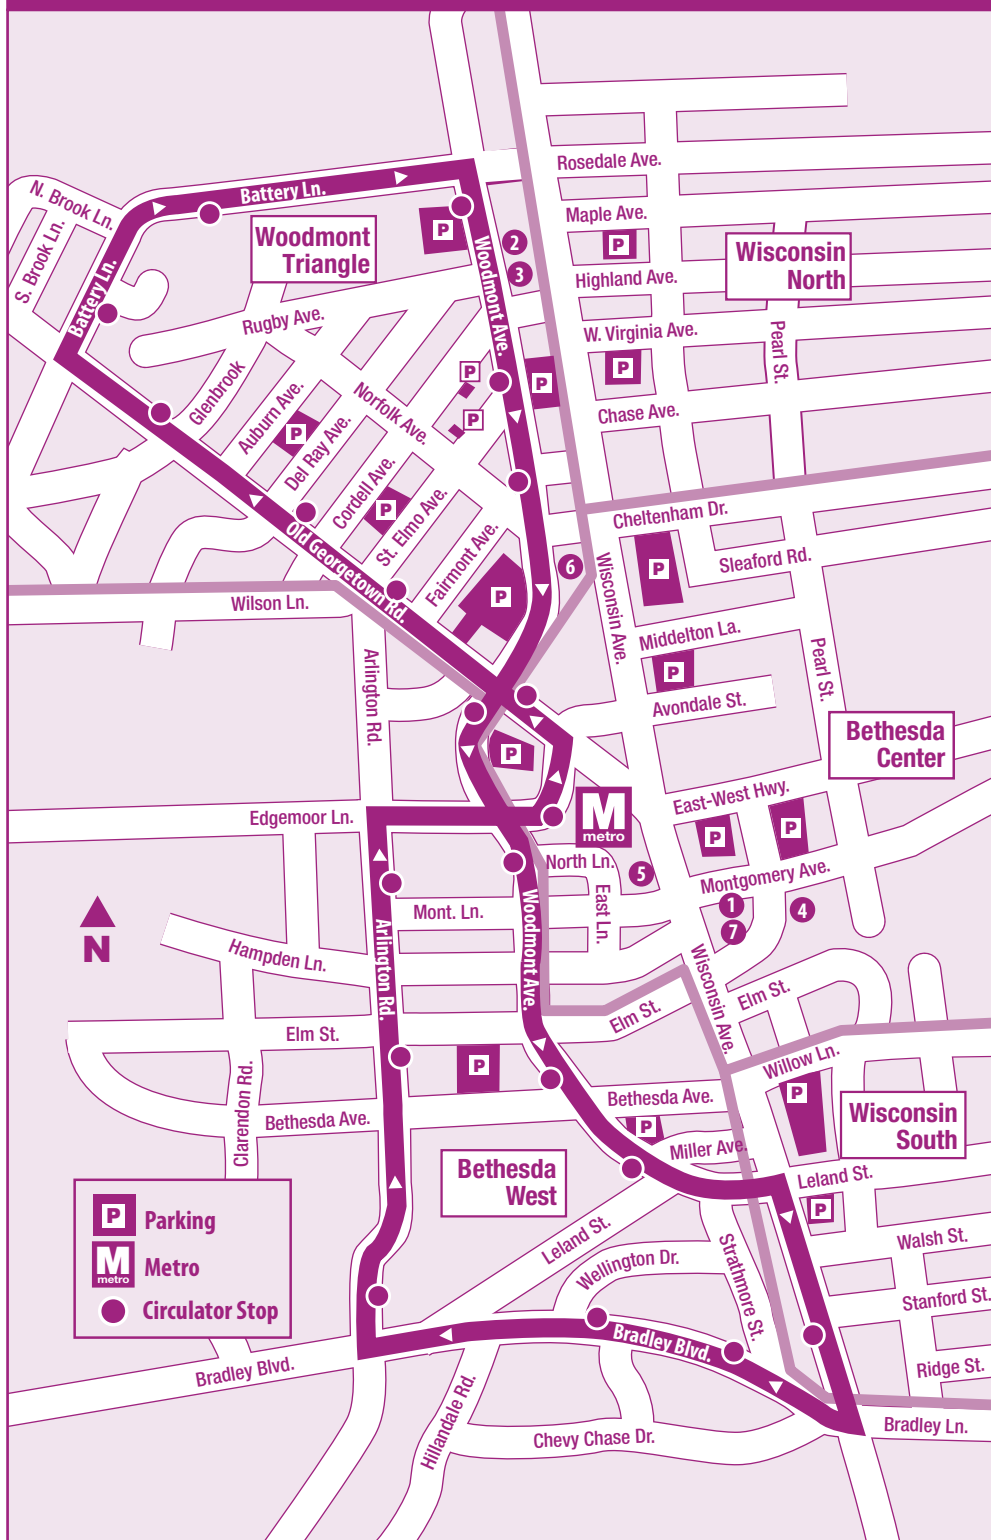 Rosedale Ave.
Battery Ln.
N. Brook Ln.
Maple Ave.
P
Woodmont
Triangle
2
P
Wisconsin
North
S. Brook Ln.
3
Highland Ave.
Battery Ln.
Woodmont Ave.
Rugby Ave.
W. Virginia Ave.
Pearl St.
P
P
P
Glenbrook
Auburn Ave.
Norfolk Ave.
Chase Ave.
P
P
Del Ray Ave.
Cordell Ave.
P
St. Elmo Ave.
Cheltenham Dr.
Old Georgetown Rd.
Fairmont Ave.
6
P
Sleaford Rd.
Wisconsin Ave.
P
Wilson Ln.
Middelton La.
Arlington Rd.
P
Pearl St.
Avondale St.
Bethesda
Center
P
East-West Hwy.
Edgemoor Ln.
M
metro
P
P
North Ln.
5
Montgomery Ave.
Mont. Ln.
East Ln.
1
4
7
N
Hampden Ln.
Arlington Rd.
Woodmont Ave.
Wisconsin Ave.
Elm St.
Elm St.
Elm St.
P
Willow Ln.
Clarendon Rd.
Bethesda Ave.
P
Bethesda Ave.
P
Wisconsin
South
Miller Ave.
Bethesda
West
Leland St.
P
P Parking
Leland St.
Walsh St.
M
metro
Metro
Wellington Dr.
Strathmore St.
Circulator Stop
Stanford St.
Bradley Blvd.
Bradley Blvd.
Ridge St.
Hillandale Rd.
Chevy Chase Dr.
Bradley Ln.